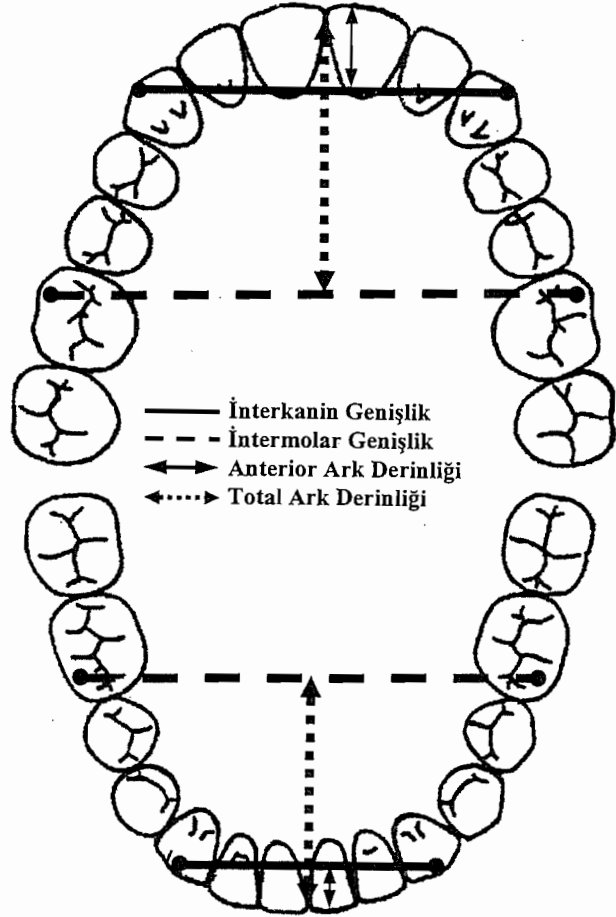 İnterkanin Genişlik
İntermolar Genişlik
Anterior Ark Derinliği
Total Ark Derinliği